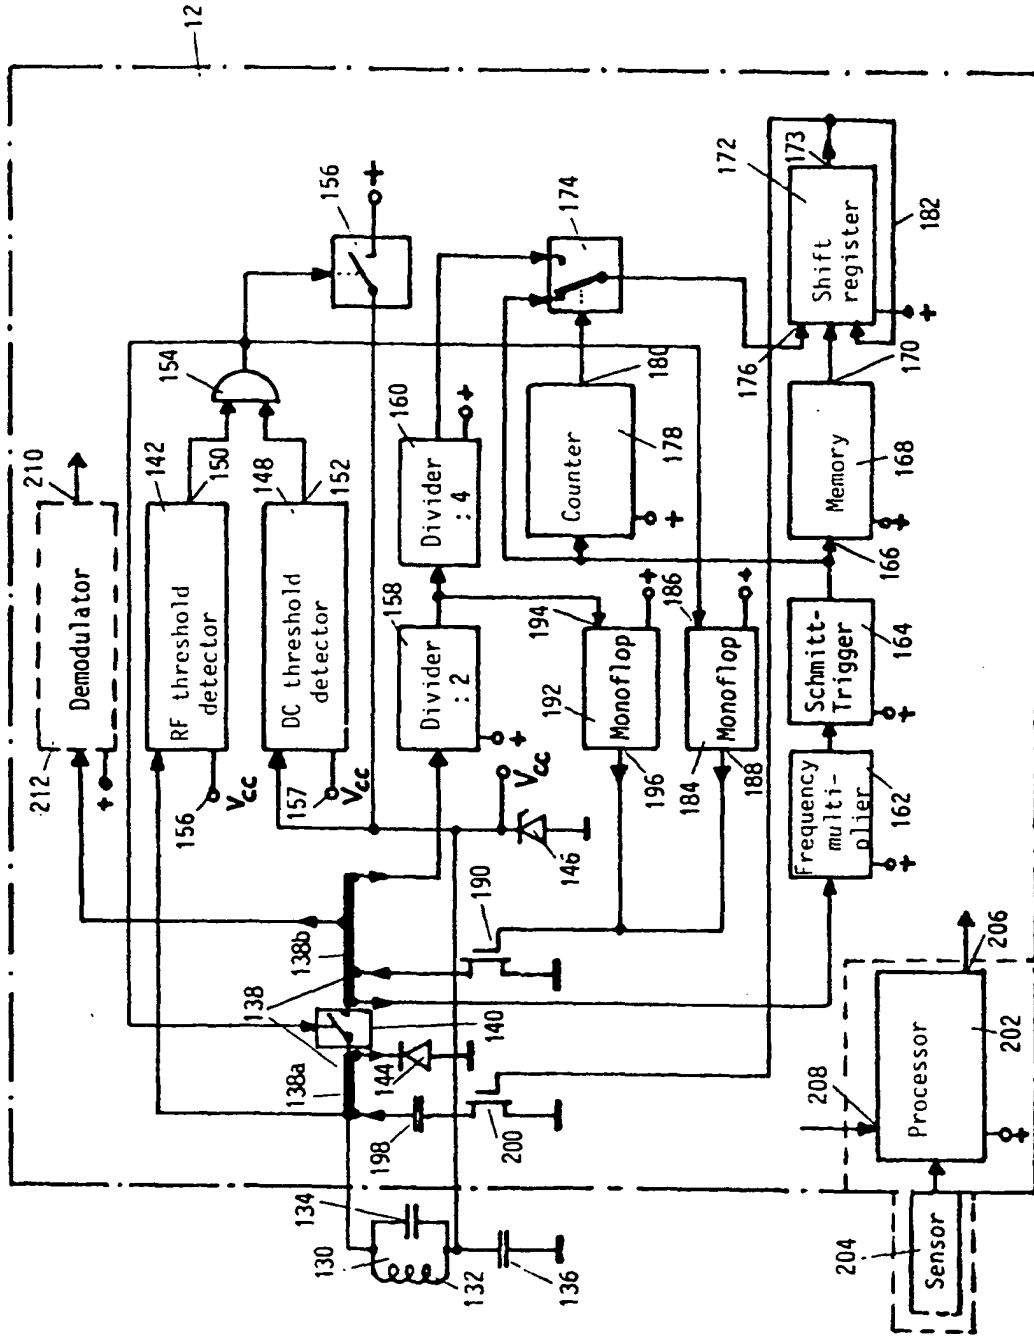 12
210
Demodulator
212
+
142
RF threshold
detector
150
156
Vcc
148
DC threshold
detector
152
157
Vcc
154
156
+
160
Divider
: 4
+
158
Divider
: 2
+
Vcc
146
174
180
Counter
178
+
194
192
Monoflop
196
+
186
184
Monoflop
188
+
172
173
Shift
register
176
182
+
170
Memory
168
166
+
Schmitt-
Trigger
164
+
Frequency
multi-
plier
162
+
190
138b
138
140
138a
144
198
200
134
130
132
136
206
Processor
202
208
+
204
Sensor